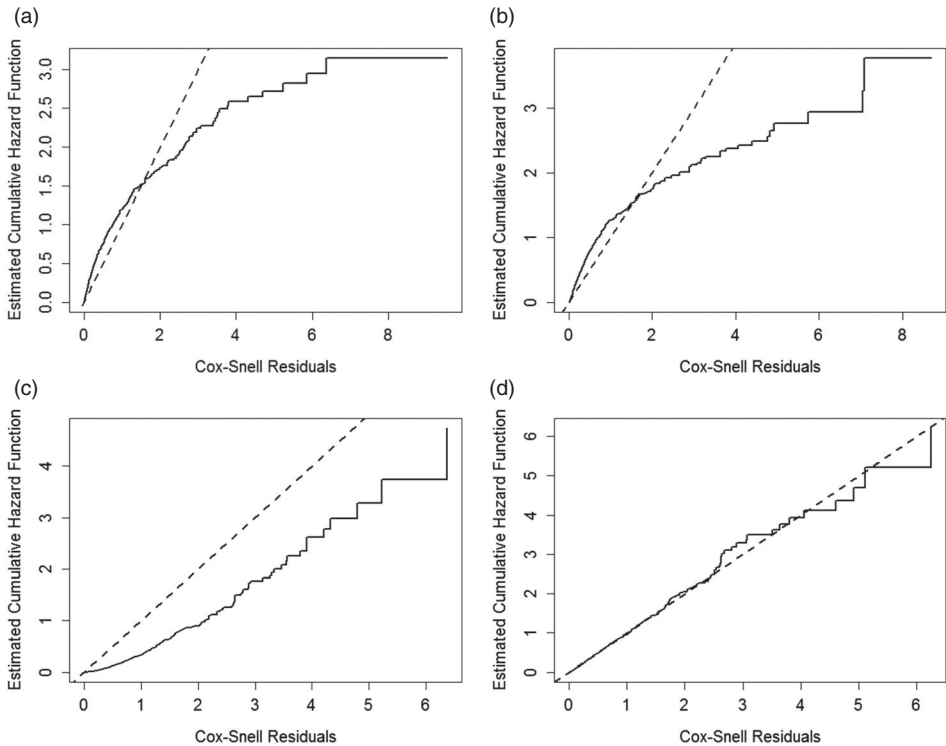 (a)
Estimated Cumulative Hazard Function
0.0 0.5 1.0 1.5 2.0 2.5 3.0
0 2 4 6 8
Cox-Snell Residuals
(b)
Estimated Cumulative Hazard Function
0 1 2 3
0 2 4 6 8
Cox-Snell Residuals
(c)
Estimated Cumulative Hazard Function
0 1 2 3 4
0 1 2 3 4 5 6
Cox-Snell Residuals
(d)
Estimated Cumulative Hazard Function
0 1 2 3 4 5 6
0 1 2 3 4 5 6
Cox-Snell Residuals